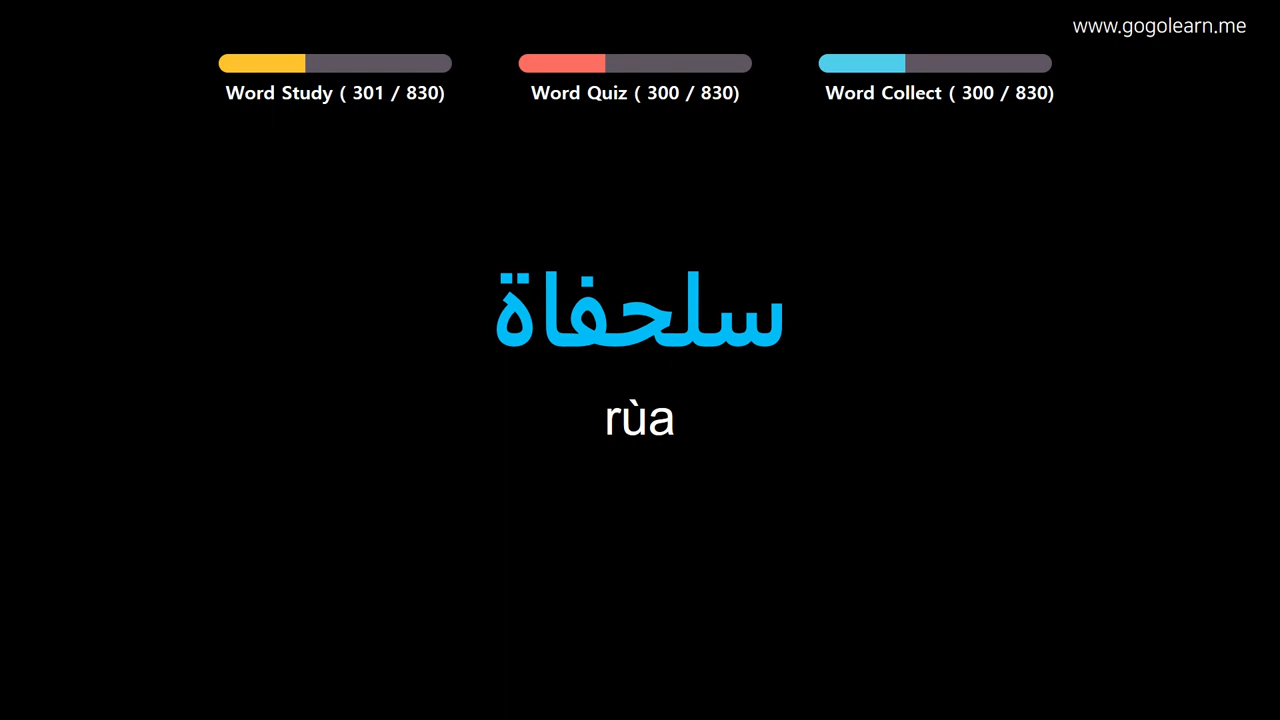 www.gogolearn.me
Word Study ( 301 / 830)
Word Quiz ( 300 / 830)
Word Collect ( 300 / 830)
سلحفاة
rùa